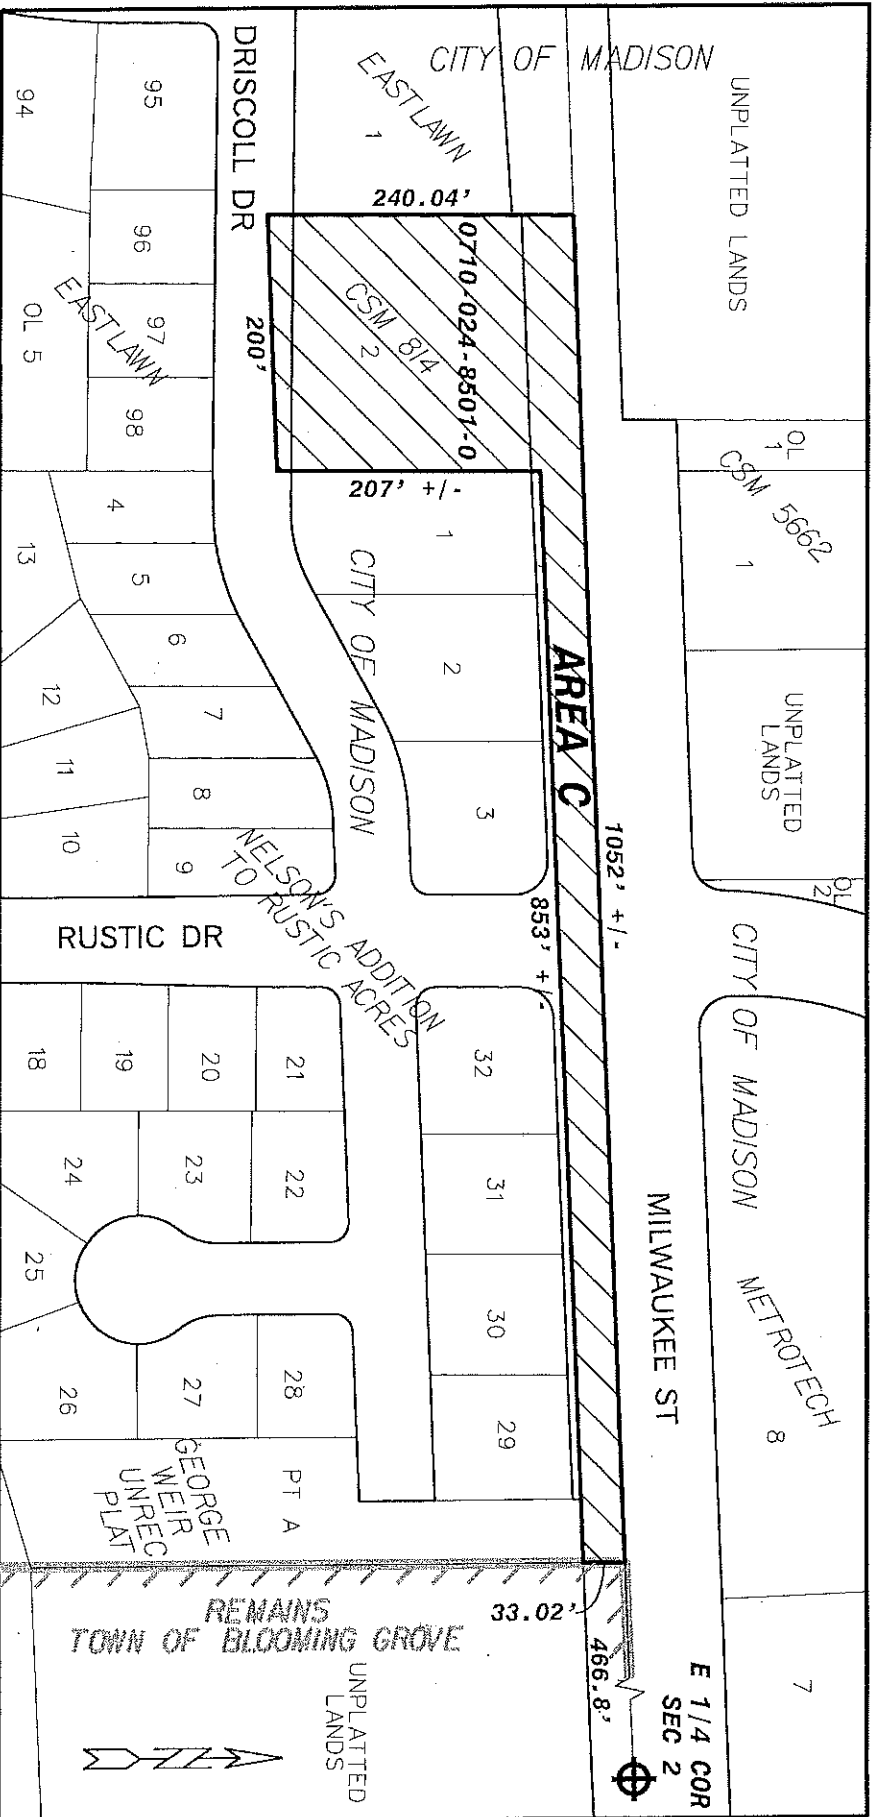 CITY OF MADISON
UNPLATTED LANDS
EASTLAWN
1
DRISCOLL DR
95
94
96
97
98
OL 5
EASTLAWN
240.04'
0710-024-8501-0
CSM 814
2
200'
207' +/-
OL
1
CSM 5662
1
UNPLATTED
LANDS
OL
2
1
2
3
CITY OF MADISON
AREA C
1052' +/-
853' +/-
4
5
6
7
8
9
13
12
11
10
NELSON'S ADDITION
TO RUSTIC ACRES
RUSTIC DR
CITY OF MADISON
METROTECH
8
7
MILWAUKEE ST
32
31
30
29
21
20
19
18
22
23
24
25
26
27
28
PT A
GEORGE
WEIR
UNREC
PLAT
REMAINS
TOWN OF BLOOMING GROVE
33.02'
466.8'
E 1/4 COR
SEC 2
UNPLATTED
LANDS